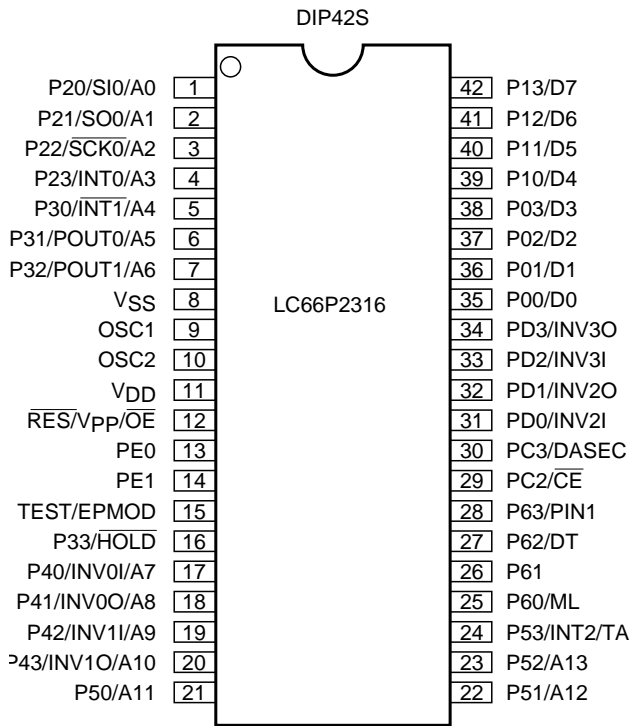 DIP42S
P20/SI0/A0 1 42 P13/D7
P21/SO0/A1 2 41 P12/D6
P22/SCK0/A2 3 40 P11/D5
P23/INT0/A3 4 39 P10/D4
P30/INT1/A4 5 38 P03/D3
P31/POUT0/A5 6 37 P02/D2
P32/POUT1/A6 7 36 P01/D1
VSS 8 LC66P2316 35 P00/D0
OSC1 9 34 PD3/INV3O
OSC2 10 33 PD2/INV3I
VDD 11 32 PD1/INV2O
RES/VPP/OE 12 31 PD0/INV2I
PE0 13 30 PC3/DASEC
PE1 14 29 PC2/CE
TEST/EPMOD 15 28 P63/PIN1
P33/HOLD 16 27 P62/DT
P40/INV0I/A7 17 26 P61
P41/INV0O/A8 18 25 P60/ML
P42/INV1I/A9 19 24 P53/INT2/TA
P43/INV1O/A10 20 23 P52/A13
P50/A11 21 22 P51/A12